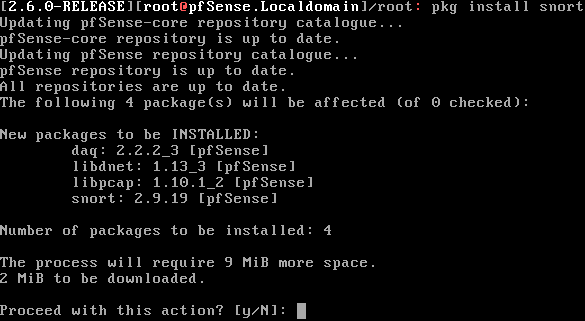 [2.6.0-RELEASE][root@pfSense.Localdomain]/root: pkg install snort
Updating pfSense-core repository catalogue...
pfSense-core repository is up to date.
Updating pfSense repository catalogue...
pfSense repository is up to date.
All repositories are up to date.
The following 4 package(s) will be affected (of 0 checked):

New packages to be INSTALLED:
        daq: 2.2.2_3 [pfSense]
        libdnet: 1.13_3 [pfSense]
        libpcap: 1.10.1_2 [pfSense]
        snort: 2.9.19 [pfSense]

Number of packages to be installed: 4

The process will require 9 MiB more space.
2 MiB to be downloaded.

Proceed with this action? [y/N]: